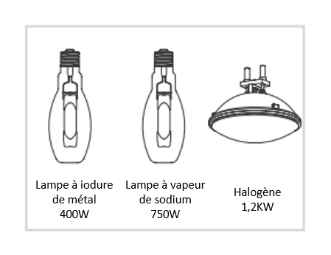 Lampe à iodure
de métal
400W
Lampe à vapeur
de sodium
750W
Halogène
1,2KW